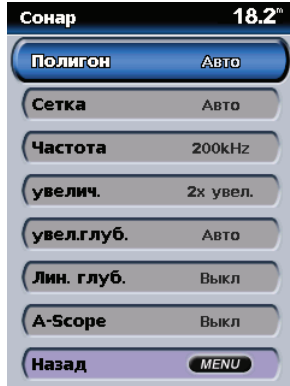 Сонар 18.2m
Полигон Авто
Сетка Авто
Частота 200kHz
увелич. 2х увел.
увел.глуб. Авто
Лин. глуб. Выкл
A-Scope Выкл
Назад MENU